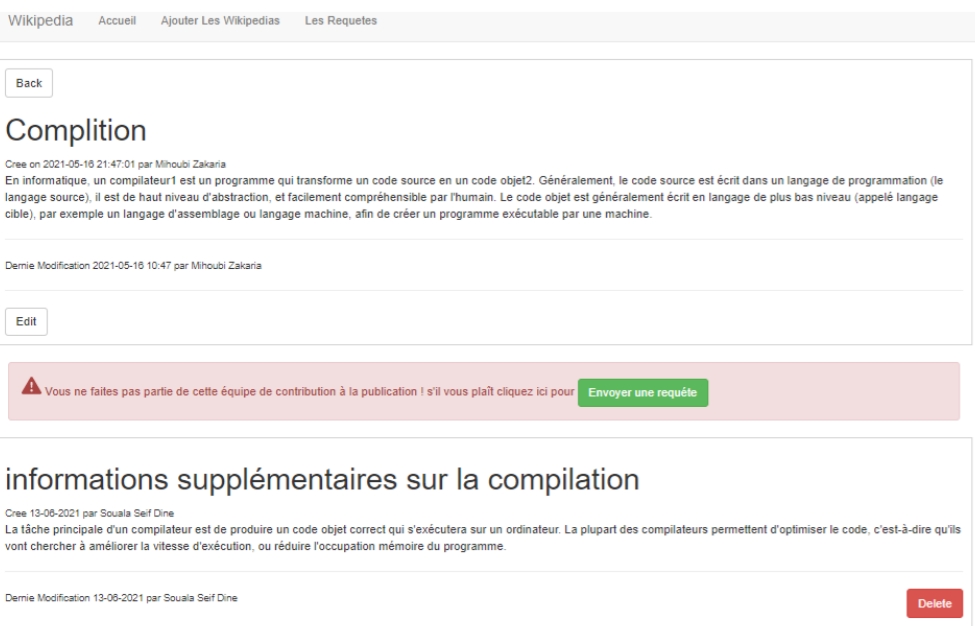 Wikipedia Accueil Ajouter Les Wikipedias Les Requetes
Back
Complition
Cree on 2021-05-16 21:47:01 par Mihoubi Zakaria
En informatique, un compilateur1 est un programme qui transforme un code source en un code objet2. Généralement, le code source est écrit dans un langage de programmation (le
langage source), il est de haut niveau d'abstraction, et facilement compréhensible par l'humain. Le code objet est généralement écrit en langage de plus bas niveau (appelé langage
cible), par exemple un langage d'assemblage ou langage machine, afin de créer un programme exécutable par une machine.
Dernie Modification 2021-05-16 10:47 par Mihoubi Zakaria
Edit
Vous ne faites pas partie de cette équipe de contribution à la publication ! s'il vous plaît cliquez ici pour Envoyer une requête
informations supplémentaires sur la compilation
Cree 13-06-2021 par Souala Seif Dine
La tâche principale d'un compilateur est de produire un code objet correct qui s'exécutera sur un ordinateur. La plupart des compilateurs permettent d'optimiser le code, c'est-à-dire qu'ils
vont chercher à améliorer la vitesse d'exécution, ou réduire l'occupation mémoire du programme.
Dernie Modification 13-06-2021 par Souala Seif Dine
Delete